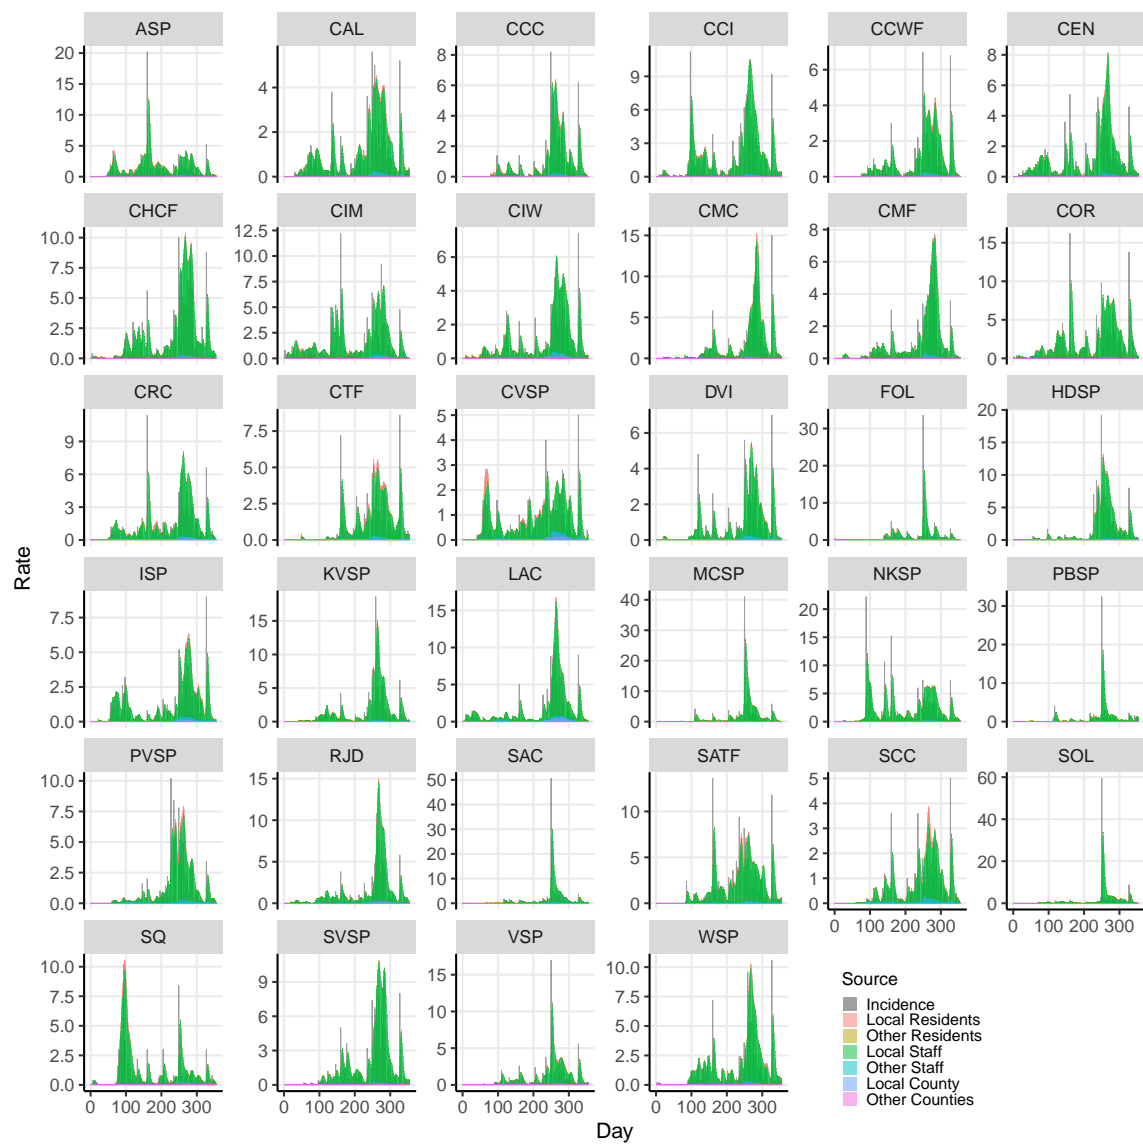 ASP CAL CCC CCI CCWF CEN
20 15 10 5 0
4 2 0
8 6 4 2 0
9 6 3 0
6 4 2 0
8 6 4 2 0
CHCF CIM CIW CMC CMF COR
10.0 7.5 5.0 2.5 0.0
12.5 10.0 7.5 5.0 2.5 0.0
6 4 2 0
15 10 5 0
8 6 4 2 0
15 10 5 0
CRC CTF CVSP DVI FOL HDSP
9 6 3 0
7.5 5.0 2.5 0.0
5 4 3 2 1 0
6 4 2 0
30 20 10 0
20 15 10 5 0
Rate
ISP KVSP LAC MCSP NKSP PBSP
7.5 5.0 2.5 0.0
15 10 5 0
15 10 5 0
40 30 20 10 0
20 15 10 5 0
30 20 10 0
PVSP RJD SAC SATF SCC SOL
10.0 7.5 5.0 2.5 0.0
15 10 5 0
50 40 30 20 10 0
10 5 0
5 4 3 2 1 0
60 40 20 0
0 100 200 300
0 100 200 300
SQ SVSP VSP WSP
10.0 7.5 5.0 2.5 0.0
9 6 3 0
15 10 5 0
10.0 7.5 5.0 2.5 0.0
0 100 200 300
0 100 200 300
0 100 200 300
0 100 200 300
Day
Source
Incidence
Local Residents
Other Residents
Local Staff
Other Staff
Local County
Other Counties